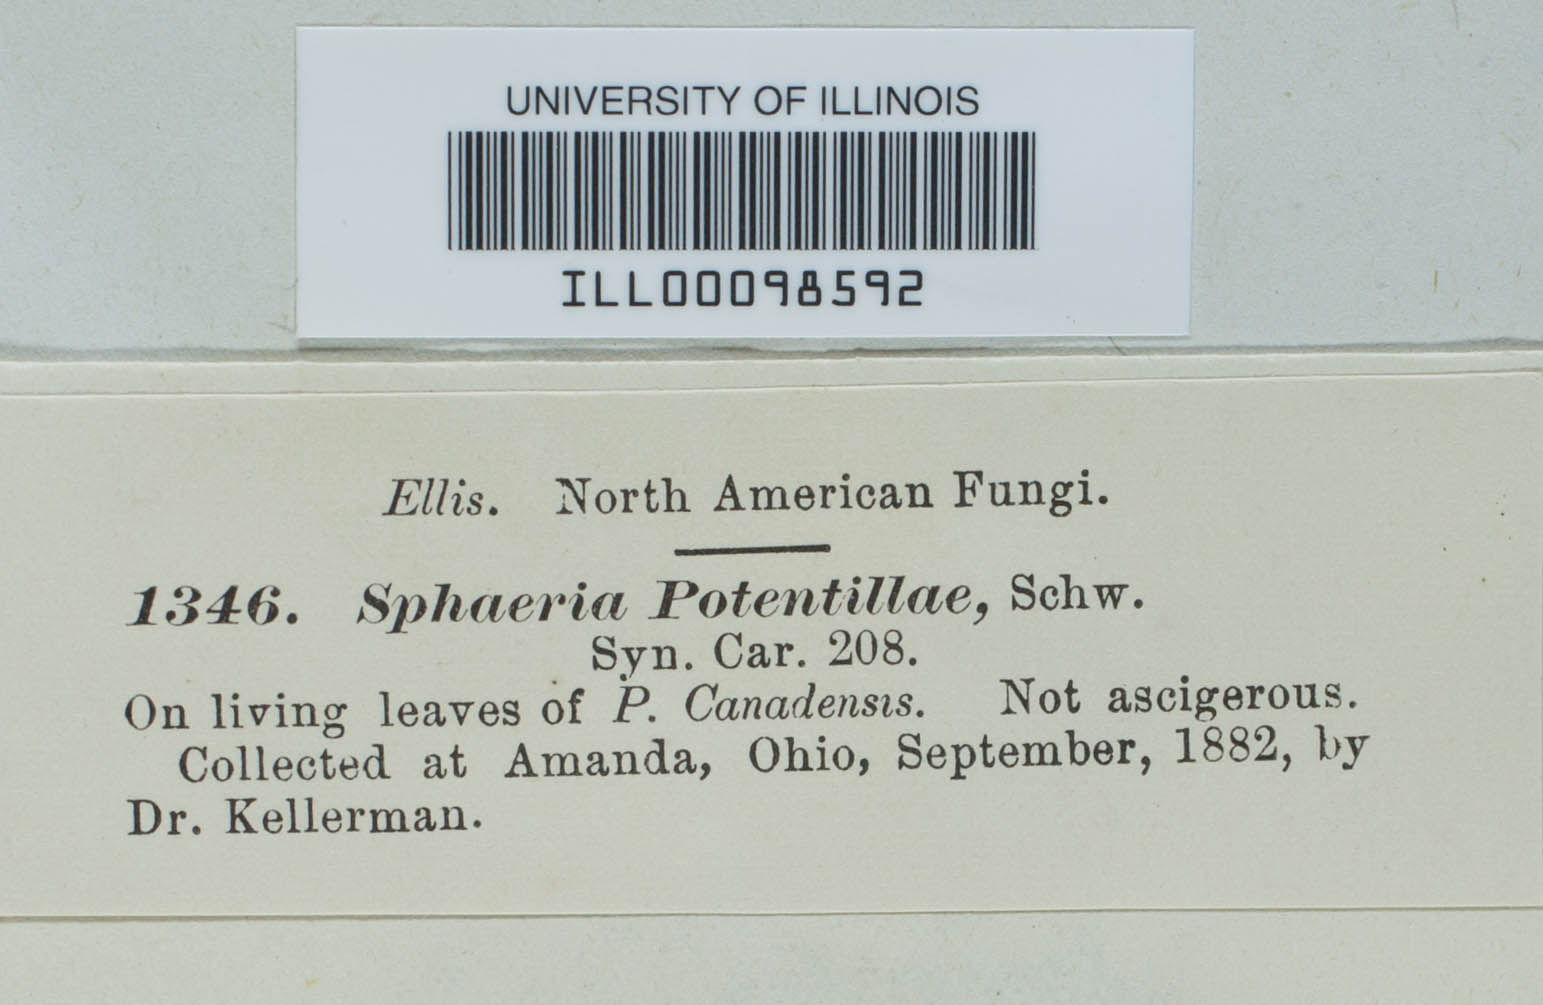 UNIVERSITY OF ILLINOIS
ILL00098592
Ellis. North American Fungi.
1346. Sphaeria Potentillae, Schw.
Syn. Car. 208.
On living leaves of P. Canadensis. Not ascigerous.
Collected at Amanda, Ohio, September, 1882, by
Dr. Kellerman.